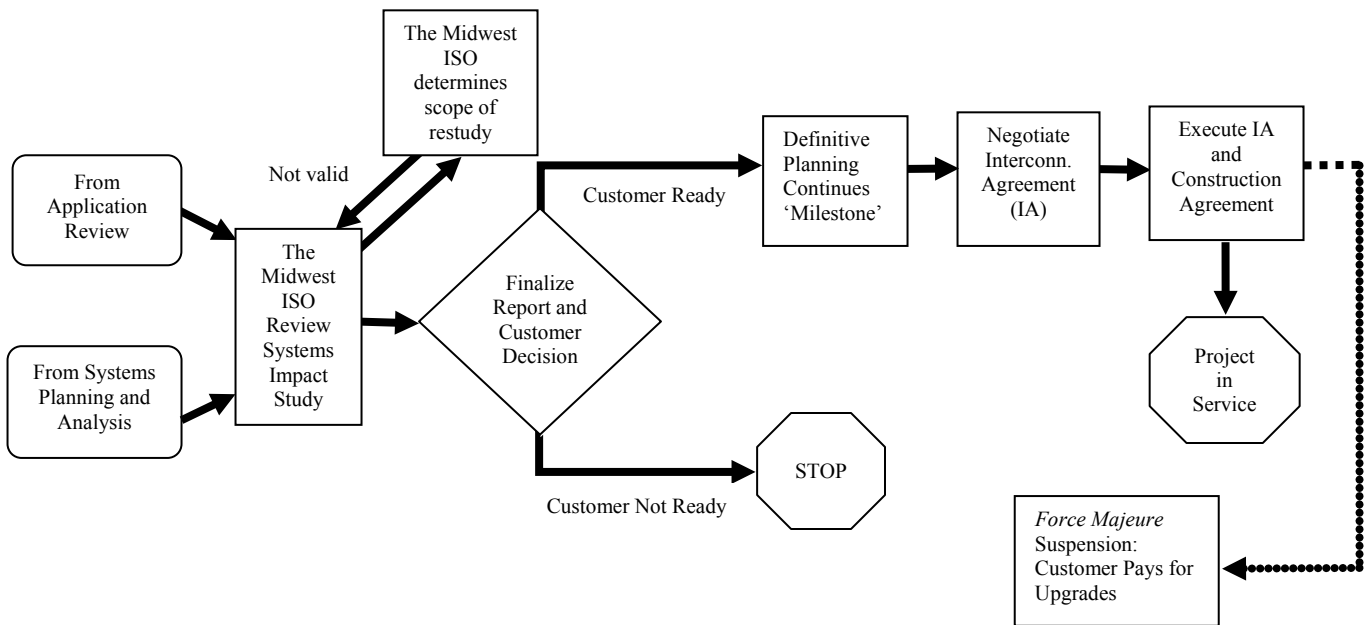 The Midwest
ISO
determines
scope of
restudy
Not valid
From
Application
Review
From Systems
Planning and
Analysis
The
Midwest
ISO
Review
Systems
Impact
Study
Finalize
Report and
Customer
Decision
Customer Ready
Customer Not Ready
STOP
Definitive
Planning
Continues
‘Milestone’
Negotiate
Interconn.
Agreement
(IA)
Execute IA
and
Construction
Agreement
Project
in
Service
Force Majeure
Suspension:
Customer Pays for
Upgrades